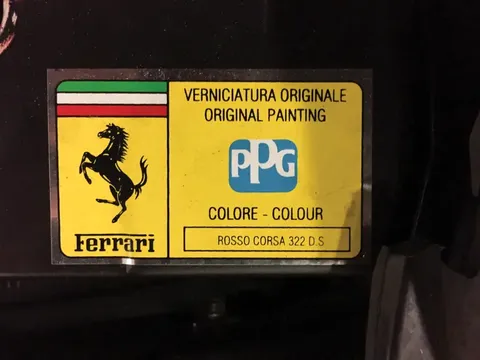 VERNICIATURA ORIGINALE
ORIGINAL PAINTING
PPG
COLORE - COLOUR
ROSSO CORSA 322 D.S
Ferrari